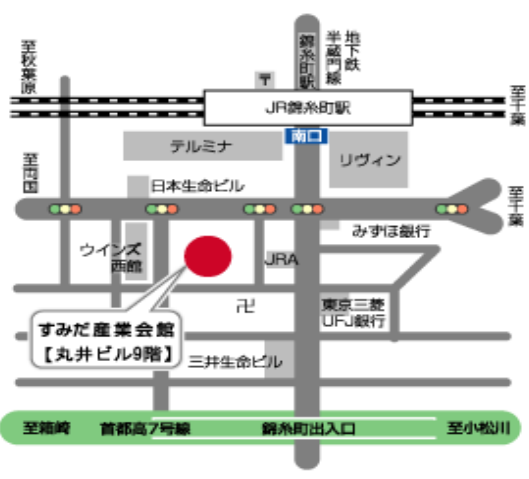 至秋葉原
錦糸町駅
地下鉄
半蔵門線
〒
JR錦糸町駅
至千葉
南口
テルミナ
リヴィン
至両国
日本生命ビル
至千葉
みずほ銀行
ウインズ
西館
JRA
卍
東京三菱
UFJ銀行
すみだ産業会館
【丸井ビル9階】
三井生命ビル
至箱崎
首都高7号線
錦糸町出入口
至小松川